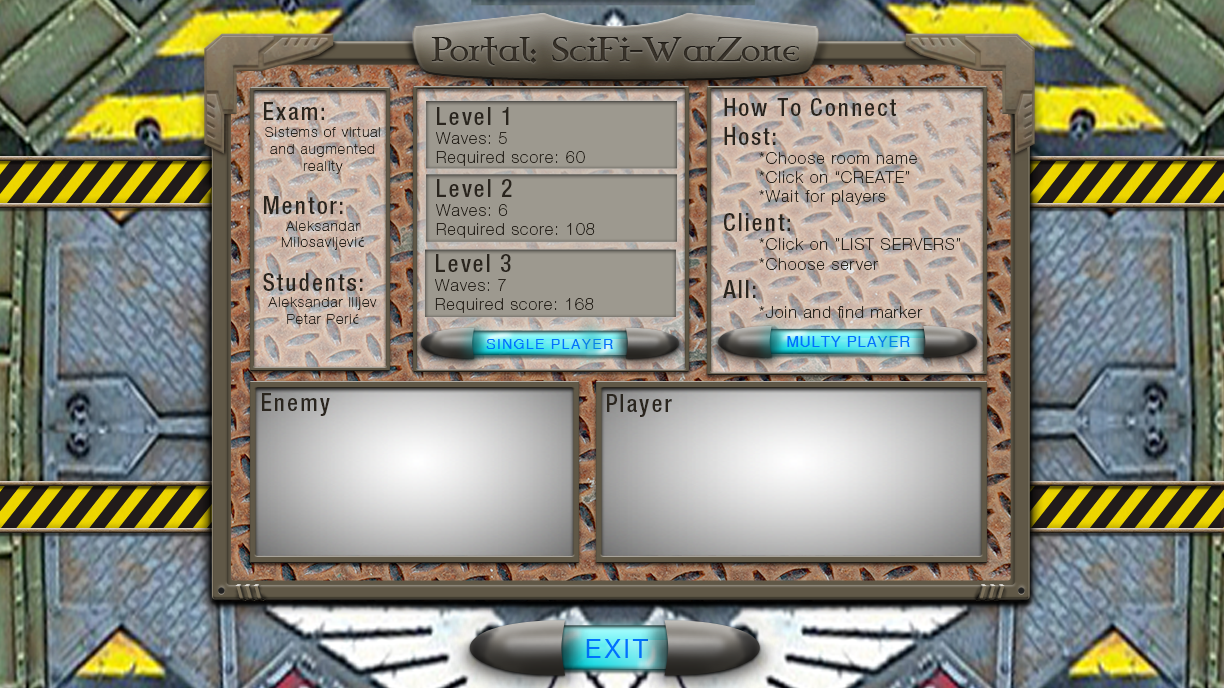 Portal: SciFi-WarZone
Exam:
Sistems of virtual
and augmented
reality
Mentor:
Aleksandar
Milosavljević
Students:
Aleksandar Ilijev
Petar Perić
Level 1
Waves: 5
Required score: 60
Level 2
Waves: 6
Required score: 108
Level 3
Waves: 7
Required score: 168
SINGLE PLAYER
How To Connect
Host:
*Choose room name
*Click on "CREATE"
*Wait for players
Client:
*Click on "LIST SERVERS"
*Choose server
All:
*Join and find marker
MULTY PLAYER
Enemy
Player
EXIT